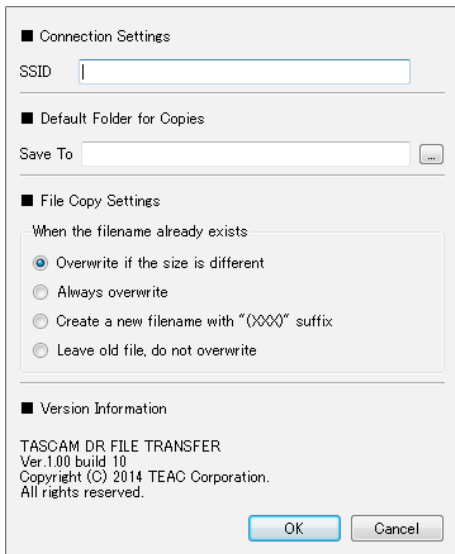 ■ Connection Settings
SSID
■ Default Folder for Copies
Save To ...
■ File Copy Settings
When the filename already exists
Overwrite if the size is different
Always overwrite
Create a new filename with "(XXX)" suffix
Leave old file, do not overwrite
■ Version Information
TASCAM DR FILE TRANSFER
Ver.1.00 build 10
Copyright (C) 2014 TEAC Corporation.
All rights reserved.
OK Cancel